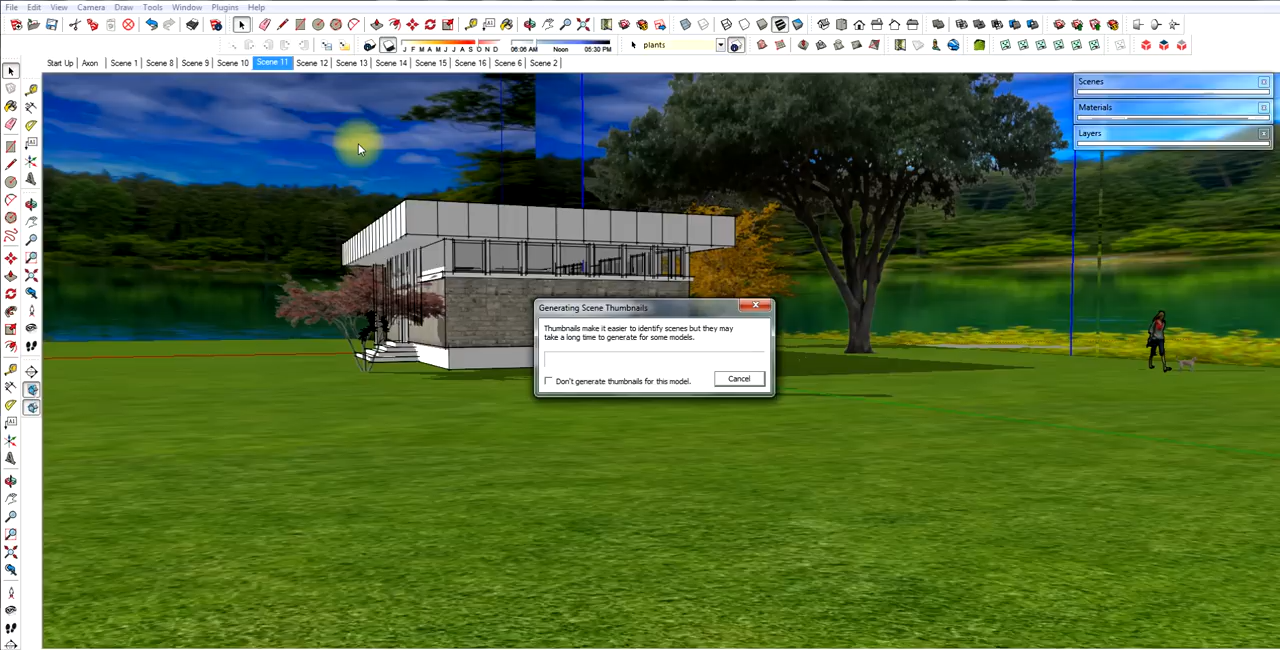 File Edit View Camera Draw Tools Window Plugins Help
J F M A M J J A S O N D 06:06 AM Noon 05:30 PM plants
Start Up Axon Scene 1 Scene 8 Scene 9 Scene 10 Scene 11 Scene 12 Scene 13 Scene 14 Scene 15 Scene 16 Scene 6 Scene 2
Scenes
Materials
Layers
Generating Scene Thumbnails
Thumbnails make it easier to identify scenes but they may
take a long time to generate for some models.
Don't generate thumbnails for this model.
Cancel